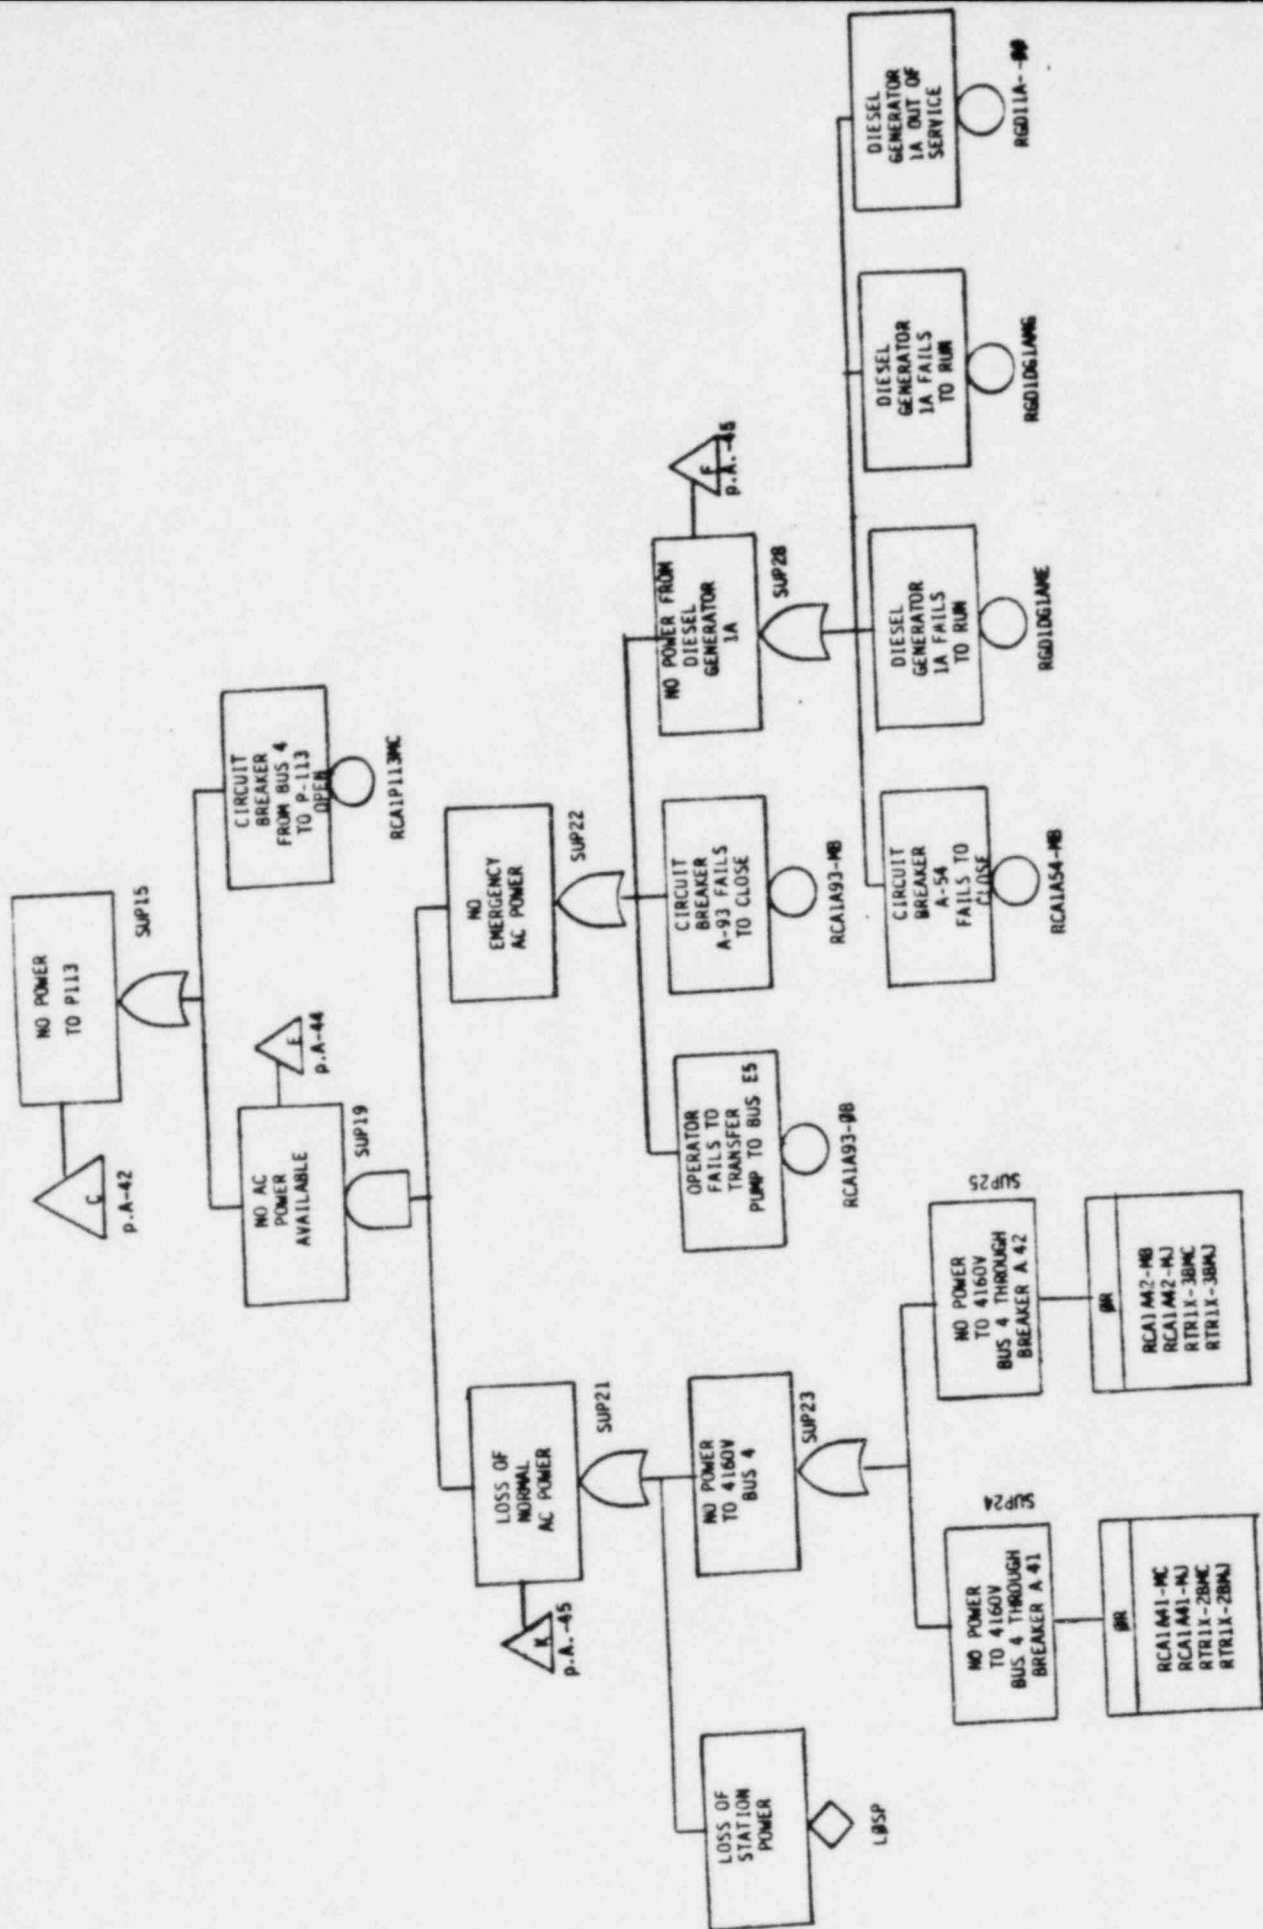 NO POWER
TO P113
C
p.A-42
SUP15
NO AC
POWER
AVAILABLE
E
p.A-44
SUP19
CIRCUIT
BREAKER
FROM BUS 4
TO P-113
OPEN
RCA1P113MC
LOSS OF
NORMAL
AC POWER
K
p.A.-45
SUP21
NO
EMERGENCY
AC POWER
SUP22
LOSS OF
STATION
POWER
LØSP
NO POWER
TO 4160V
BUS 4
SUP23
OPERATOR
FAILS TO
TRANSFER
PUMP TO BUS E5
RCA1A93-ØB
CIRCUIT
BREAKER
A-93 FAILS
TO CLOSE
RCA1A93-MB
NO POWER FROM
DIESEL
GENERATOR
1A
F
p.A.-46
SUP28
NO POWER
TO 4160V
BUS 4 THROUGH
BREAKER A 41
SUP24
ØR
RCA1A41-MC
RCA1A41-MJ
RTR1X-2BMC
RTR1X-2BMJ
NO POWER
TO 4160V
BUS 4 THROUGH
BREAKER A 42
SUP25
ØR
RCA1A42-MB
RCA1A42-MJ
RTR1X-3BMC
RTR1X-3BMJ
CIRCUIT
BREAKER
A-54
FAILS TO
CLOSE
RCA1A54-MB
DIESEL
GENERATOR
1A FAILS
TO RUN
RGD1DG1AME
DIESEL
GENERATOR
1A FAILS
TO RUN
RGD1DG1AMG
DIESEL
GENERATOR
1A OUT OF
SERVICE